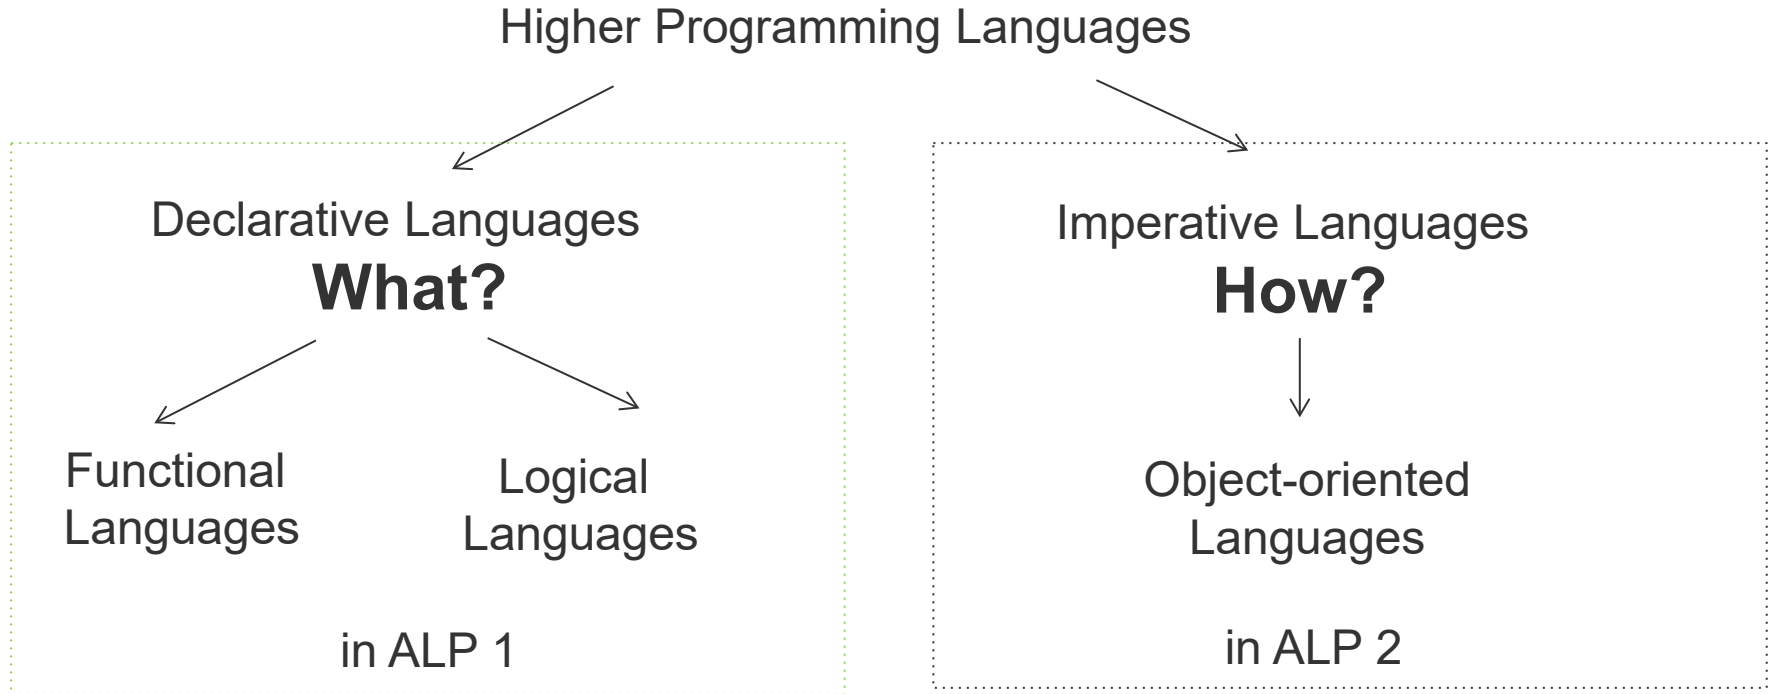 Higher Programming Languages
Declarative Languages
What?
Functional
Languages
Logical
Languages
in ALP 1
Imperative Languages
How?
Object-oriented
Languages
in ALP 2